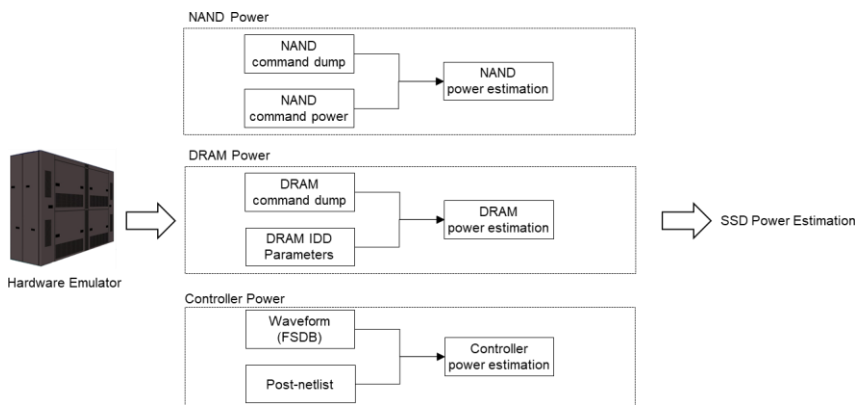 NAND Power
NAND
command dump
NAND
command power
NAND
power estimation
DRAM Power
DRAM
command dump
DRAM IDD
Parameters
DRAM
power estimation
Controller Power
Waveform
(FSDB)
Post-netlist
Controller
power estimation
Hardware Emulator
SSD Power Estimation